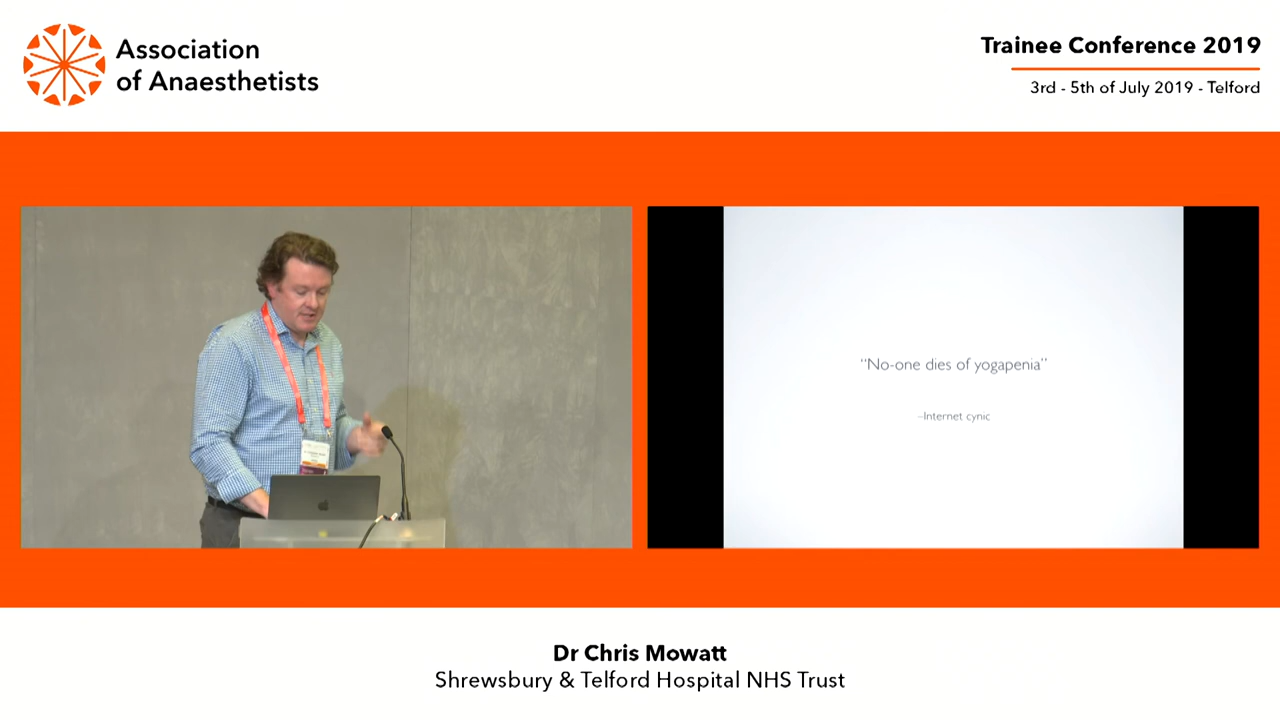 Association
of Anaesthetists
Trainee Conference 2019
3rd - 5th of July 2019 - Telford
“No-one dies of yogapenia”
–Internet cynic
Dr Chris Mowatt
Shrewsbury & Telford Hospital NHS Trust